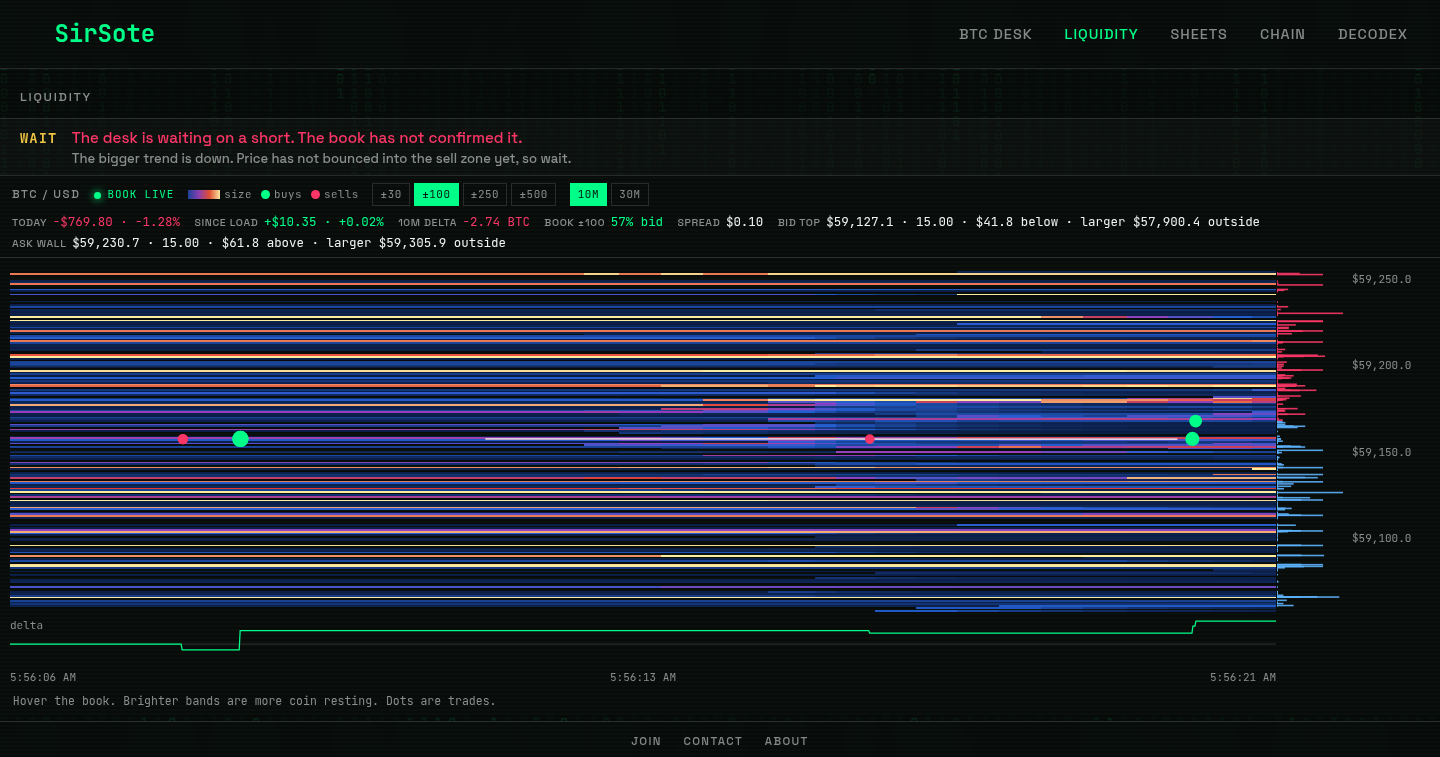 SirSote
BTC DESK LIQUIDITY SHEETS CHAIN DECODEX
LIQUIDITY
WAIT The desk is waiting on a short. The book has not confirmed it.
The bigger trend is down. Price has not bounced into the sell zone yet, so wait.
BTC / USD BOOK LIVE size buys sells ±30 ±100 ±250 ±500 10M 30M
TODAY -$769.80 · -1.28% SINCE LOAD +$10.35 · +0.02% 10M DELTA -2.74 BTC BOOK ±100 57% bid SPREAD $0.10 BID TOP $59,127.1 · 15.00 · $41.8 below · larger $57,900.4 outside
ASK WALL $59,230.7 · 15.00 · $61.8 above · larger $59,305.9 outside
$59,250.0
$59,200.0
$59,150.0
$59,100.0
delta
5:56:06 AM 5:56:13 AM 5:56:21 AM
Hover the book. Brighter bands are more coin resting. Dots are trades.
JOIN CONTACT ABOUT